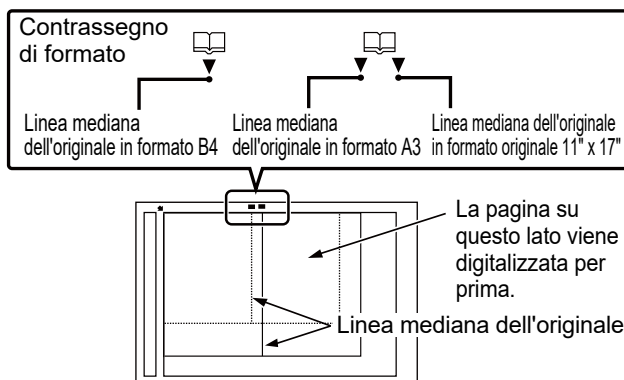 Contrassegno
di formato
Linea mediana
dell'originale in formato B4
Linea mediana
dell'originale in formato A3
Linea mediana dell'originale
in formato originale 11" x 17"
La pagina su
questo lato viene
digitalizzata per
prima.
Linea mediana dell'originale